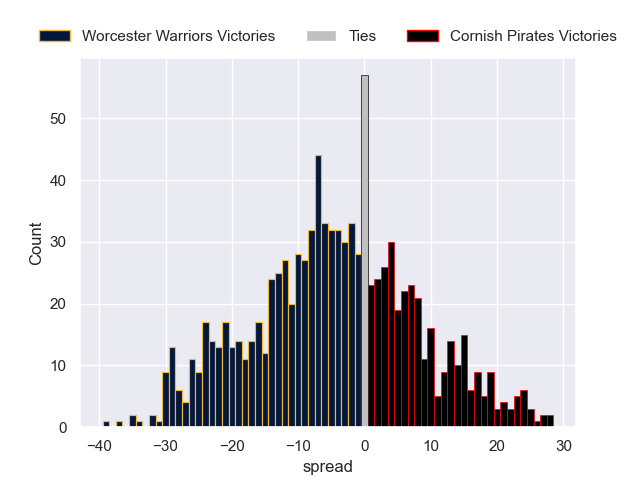 Worcester Warriors Victories Ties Cornish Pirates Victories
50
40
30
20
10
0
Count
−40 −30 −20 −10 0 10 20 30
spread